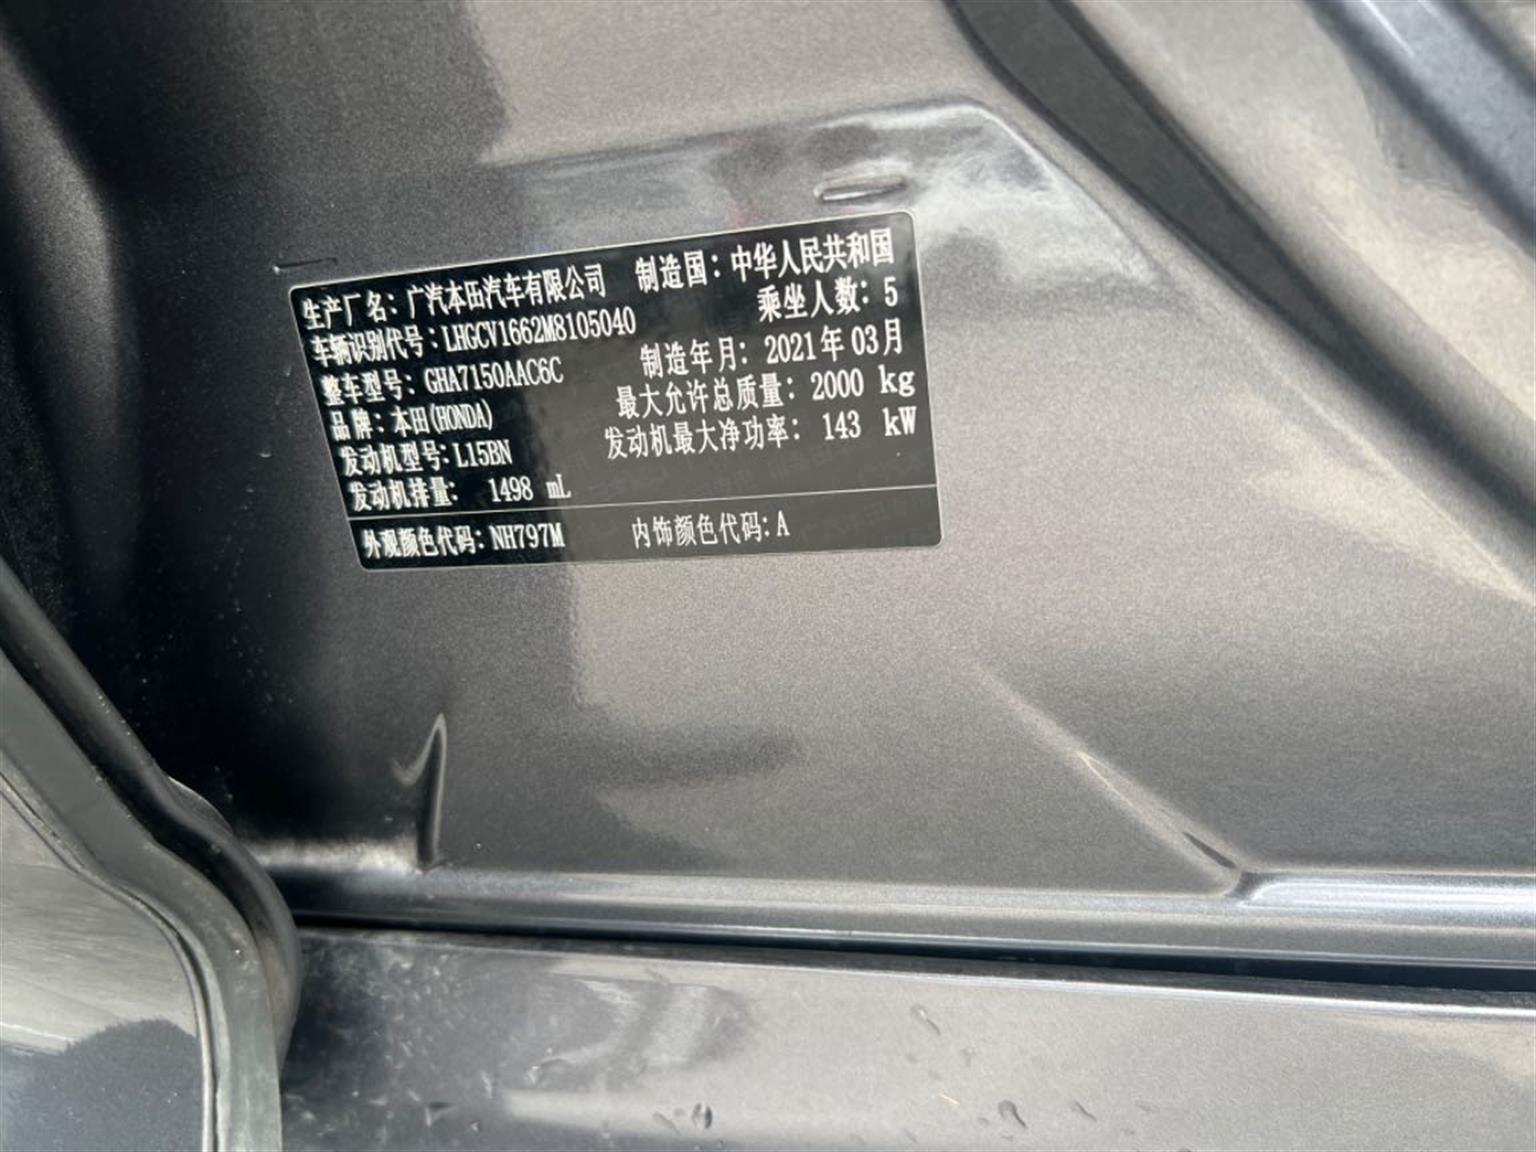 生产厂名：广汽本田汽车有限公司 制造国：中华人民共和国
车辆识别代号：LHGCV1662M8105040 乘坐人数：5
整车型号：GHA7150AAC6C 制造年月：2021年03月
品牌：本田(HONDA) 最大允许总质量：2000 kg
发动机型号：L15BN 发动机最大净功率：143 kW
发动机排量：1498 mL
外观颜色代码：NH797M 内饰颜色代码：A